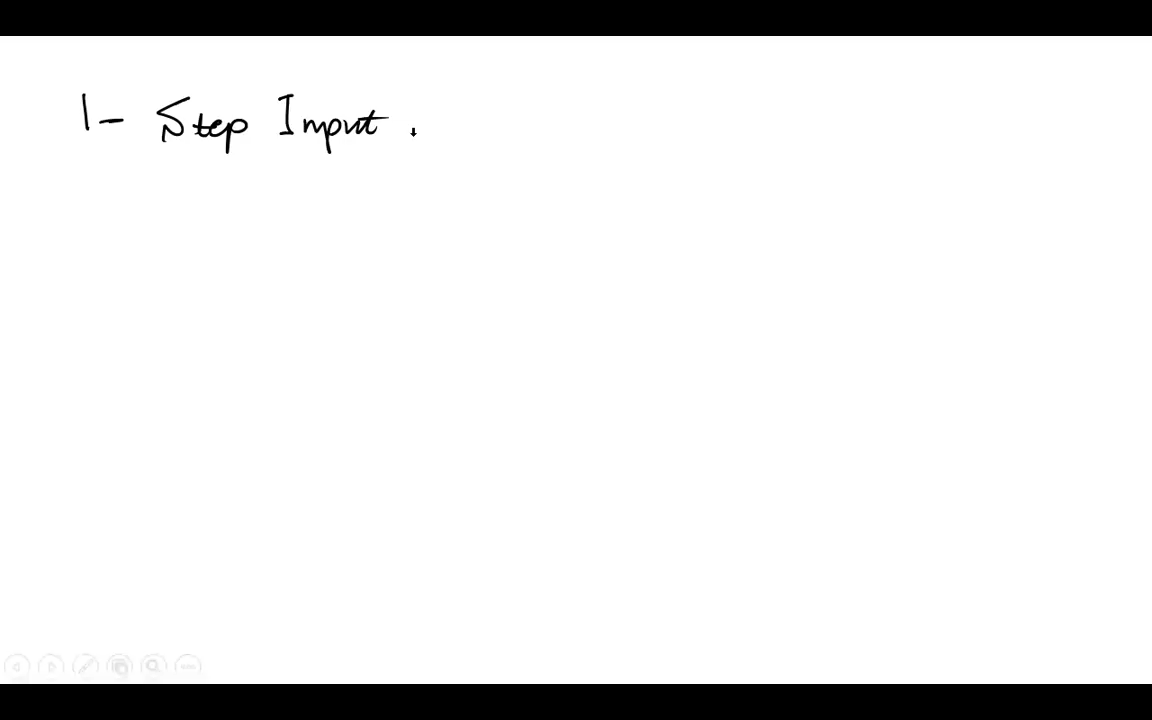 1- Step Input .